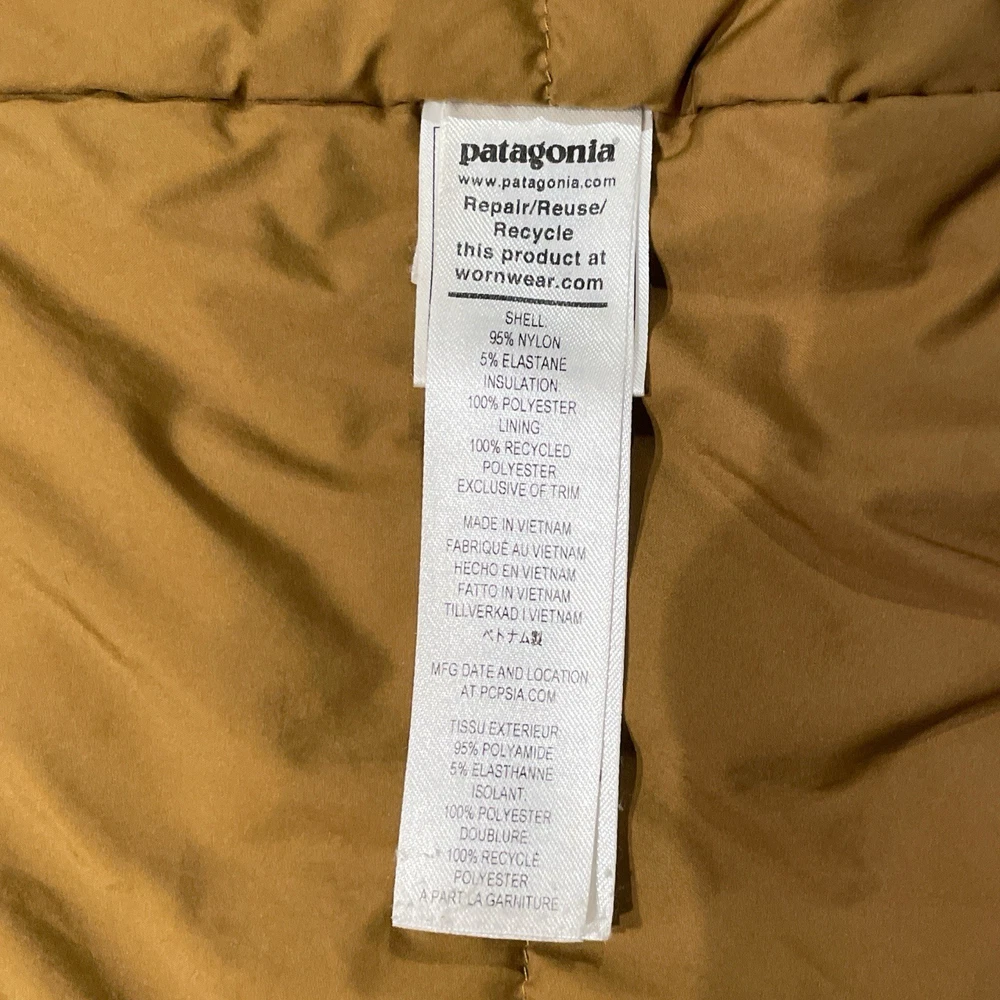 patagonia®
www.patagonia.com
Repair/Reuse/
Recycle
this product at
wornwear.com
SHELL:
95% NYLON
5% ELASTANE
INSULATION:
100% POLYESTER
LINING:
100% RECYCLED
POLYESTER
EXCLUSIVE OF TRIM
MADE IN VIETNAM
FABRIQUÉ AU VIETNAM
HECHO EN VIETNAM
FATTO IN VIETNAM
TILLVERKAD I VIETNAM
ベトナム製
MFG DATE AND LOCATION
AT PCPSIA.COM
TISSU EXTERIEUR:
95% POLYAMIDE
5% ELASTHANNE
ISOLANT:
100% POLYESTER
DOUBLURE:
100% RECYCLÉ
POLYESTER
À PART LA GARNITURE